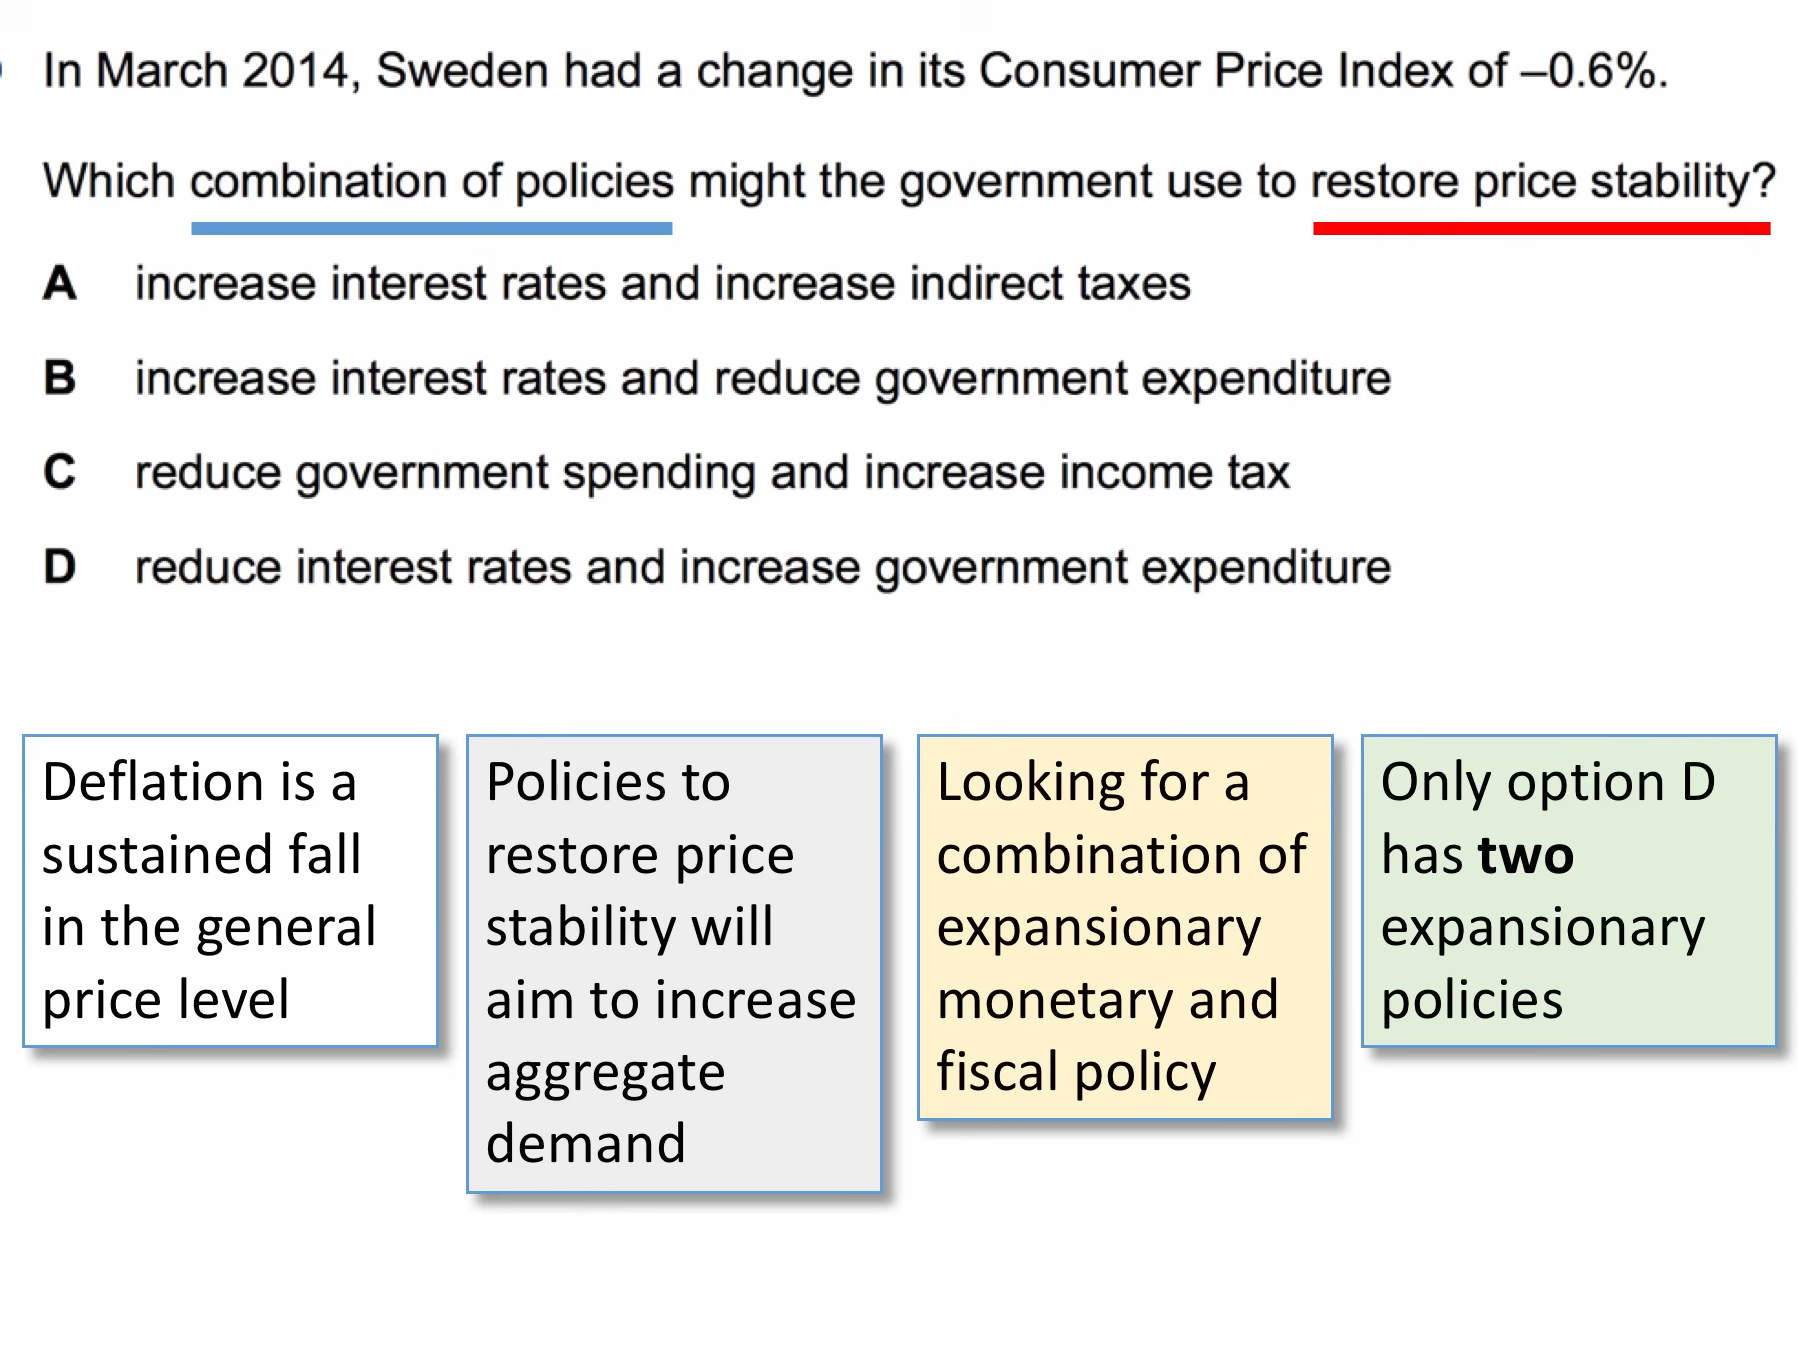 In March 2014, Sweden had a change in its Consumer Price Index of –0.6%.
Which combination of policies might the government use to restore price stability?
A increase interest rates and increase indirect taxes
B increase interest rates and reduce government expenditure
C reduce government spending and increase income tax
D reduce interest rates and increase government expenditure
Deflation is a
sustained fall
in the general
price level
Policies to
restore price
stability will
aim to increase
aggregate
demand
Looking for a
combination of
expansionary
monetary and
fiscal policy
Only option D
has two
expansionary
policies